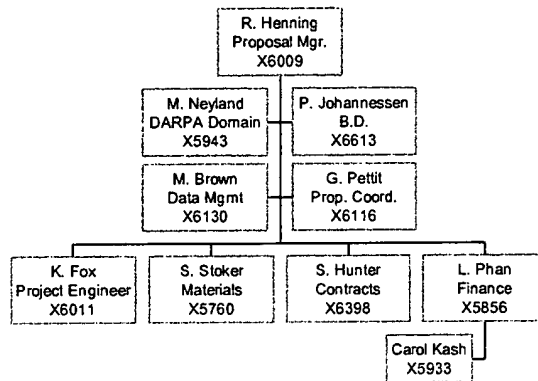 R. Henning
Proposal Mgr.
X6009
M. Neyland
DARPA Domain
X5943
P. Johannessen
B.D.
X6613
M. Brown
Data Mgmt
X6130
G. Pettit
Prop. Coord.
X6116
K. Fox
Project Engineer
X6011
S. Stoker
Materials
X5760
S. Hunter
Contracts
X6398
L. Phan
Finance
X5856
Carol Kash
X5933